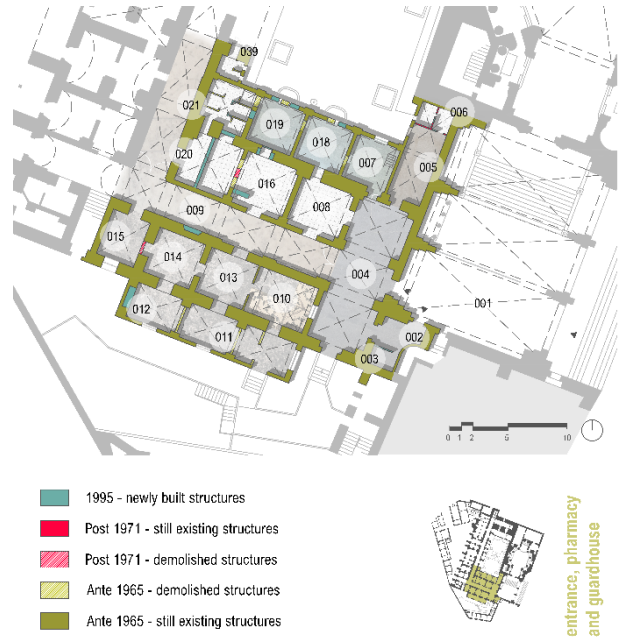 039
021
006
019
018
007
005
020
016
008
009
015
014
013
010
004
001
012
011
002
003
0 1 2 5 10
1995 - newly built structures
Post 1971 - still existing structures
Post 1971 - demolished structures
Ante 1965 - demolished structures
Ante 1965 - still existing structures
entrance, pharmacy
and guardhouse